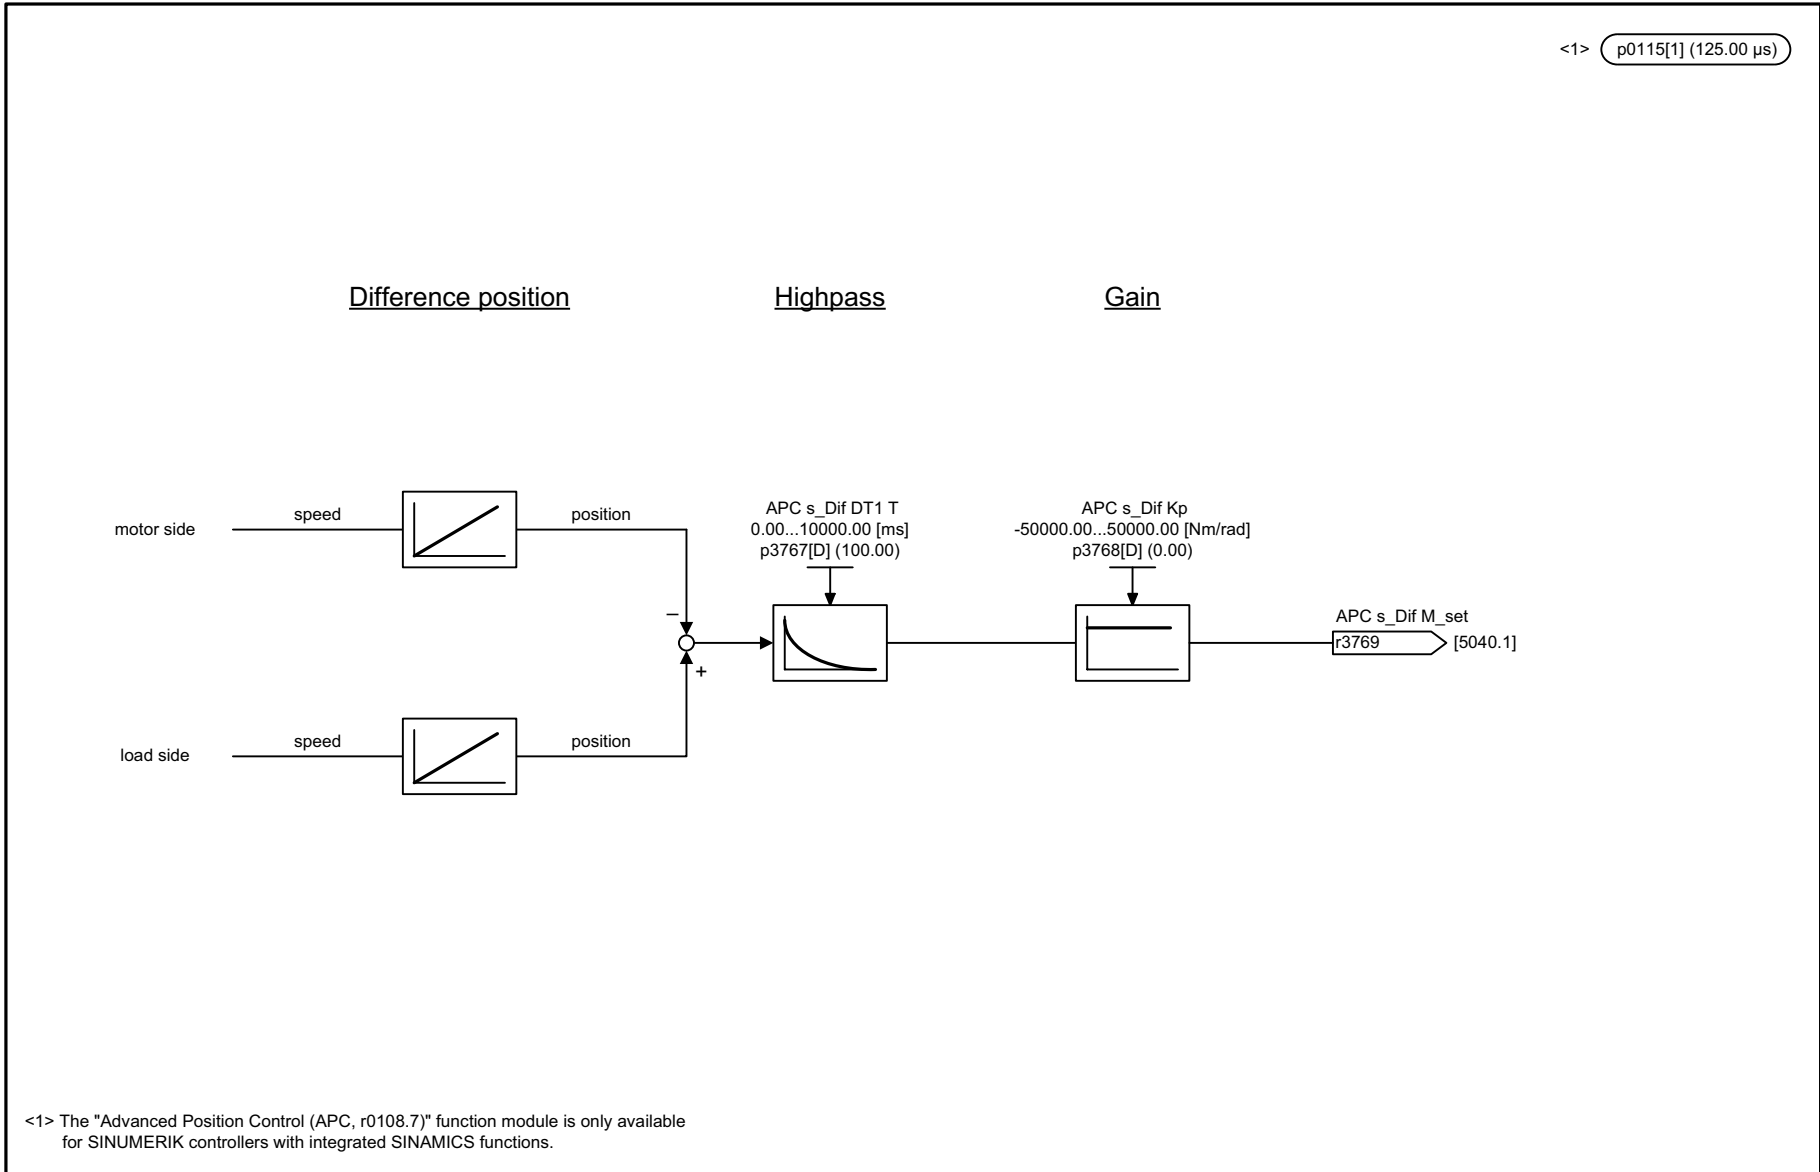 <1> p0115[1] (125.00 µs)
Difference position
Highpass
Gain
motor side
speed
position
APC s_Dif DT1 T
0.00...10000.00 [ms]
p3767[D] (100.00)
APC s_Dif Kp
-50000.00...50000.00 [Nm/rad]
p3768[D] (0.00)
–
+
APC s_Dif M_set
r3769 [5040.1]
load side
speed
position
<1> The "Advanced Position Control (APC, r0108.7)" function module is only available
for SINUMERIK controllers with integrated SINAMICS functions.